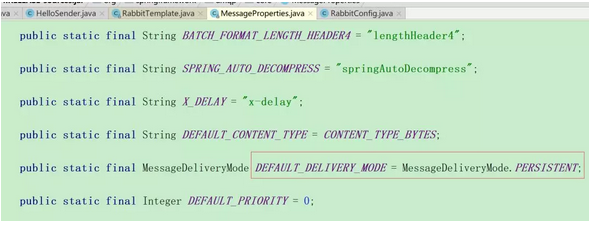 va HelloSender.java RabbitTemplate.java MessageProperties.java RabbitConfig.java
public static final String BATCH_FORMAT_LENGTH_HEADER4 = "lengthHeader4";
public static final String SPRING_AUTO_DECOMPRESS = "springAutoDecompress";
public static final String X_DELAY = "x-delay";
public static final String DEFAULT_CONTENT_TYPE = CONTENT_TYPE_BYTES;
public static final MessageDeliveryMode DEFAULT_DELIVERY_MODE = MessageDeliveryMode.PERSISTENT;
public static final Integer DEFAULT_PRIORITY = 0;